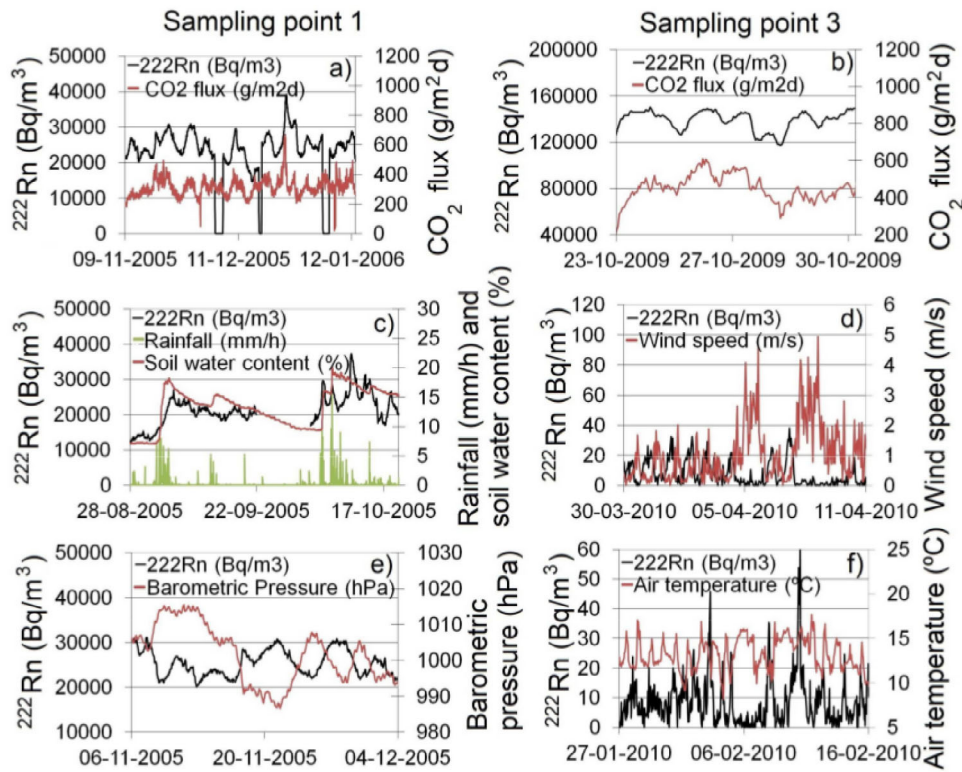 Sampling point 1
Sampling point 3
a)
222Rn (Bq/m3)
CO2 flux (g/m2d)
²²²Rn (Bq/m³)
50000
40000
30000
20000
10000
0
CO₂ flux (g/m²d)
1200
1000
800
600
400
200
0
09-11-2005
11-12-2005
12-01-2006
b)
222Rn (Bq/m3)
CO2 flux (g/m2d)
²²²Rn (Bq/m³)
200000
160000
120000
80000
40000
CO₂ flux (g/m²d)
1200
1000
800
600
400
200
23-10-2009
27-10-2009
30-10-2009
c)
222Rn (Bq/m3)
Rainfall (mm/h)
Soil water content (%)
²²²Rn (Bq/m³)
50000
40000
30000
20000
10000
0
Rainfall (mm/h) and
soil water content (%)
30
25
20
15
10
5
0
28-08-2005
22-09-2005
17-10-2005
d)
222Rn (Bq/m3)
Wind speed (m/s)
²²²Rn (Bq/m³)
120
100
80
60
40
20
0
Wind speed (m/s)
6
5
4
3
2
1
0
30-03-2010
05-04-2010
11-04-2010
e)
222Rn (Bq/m3)
Barometric Pressure (hPa)
²²²Rn (Bq/m³)
50000
40000
30000
20000
10000
Barometric
pressure (hPa)
1030
1020
1010
1000
990
980
06-11-2005
20-11-2005
04-12-2005
f)
222Rn (Bq/m3)
Air temperature (ºC)
²²²Rn (Bq/m³)
60
50
40
30
20
10
0
Air temperature (ºC)
25
20
15
10
5
27-01-2010
06-02-2010
16-02-2010